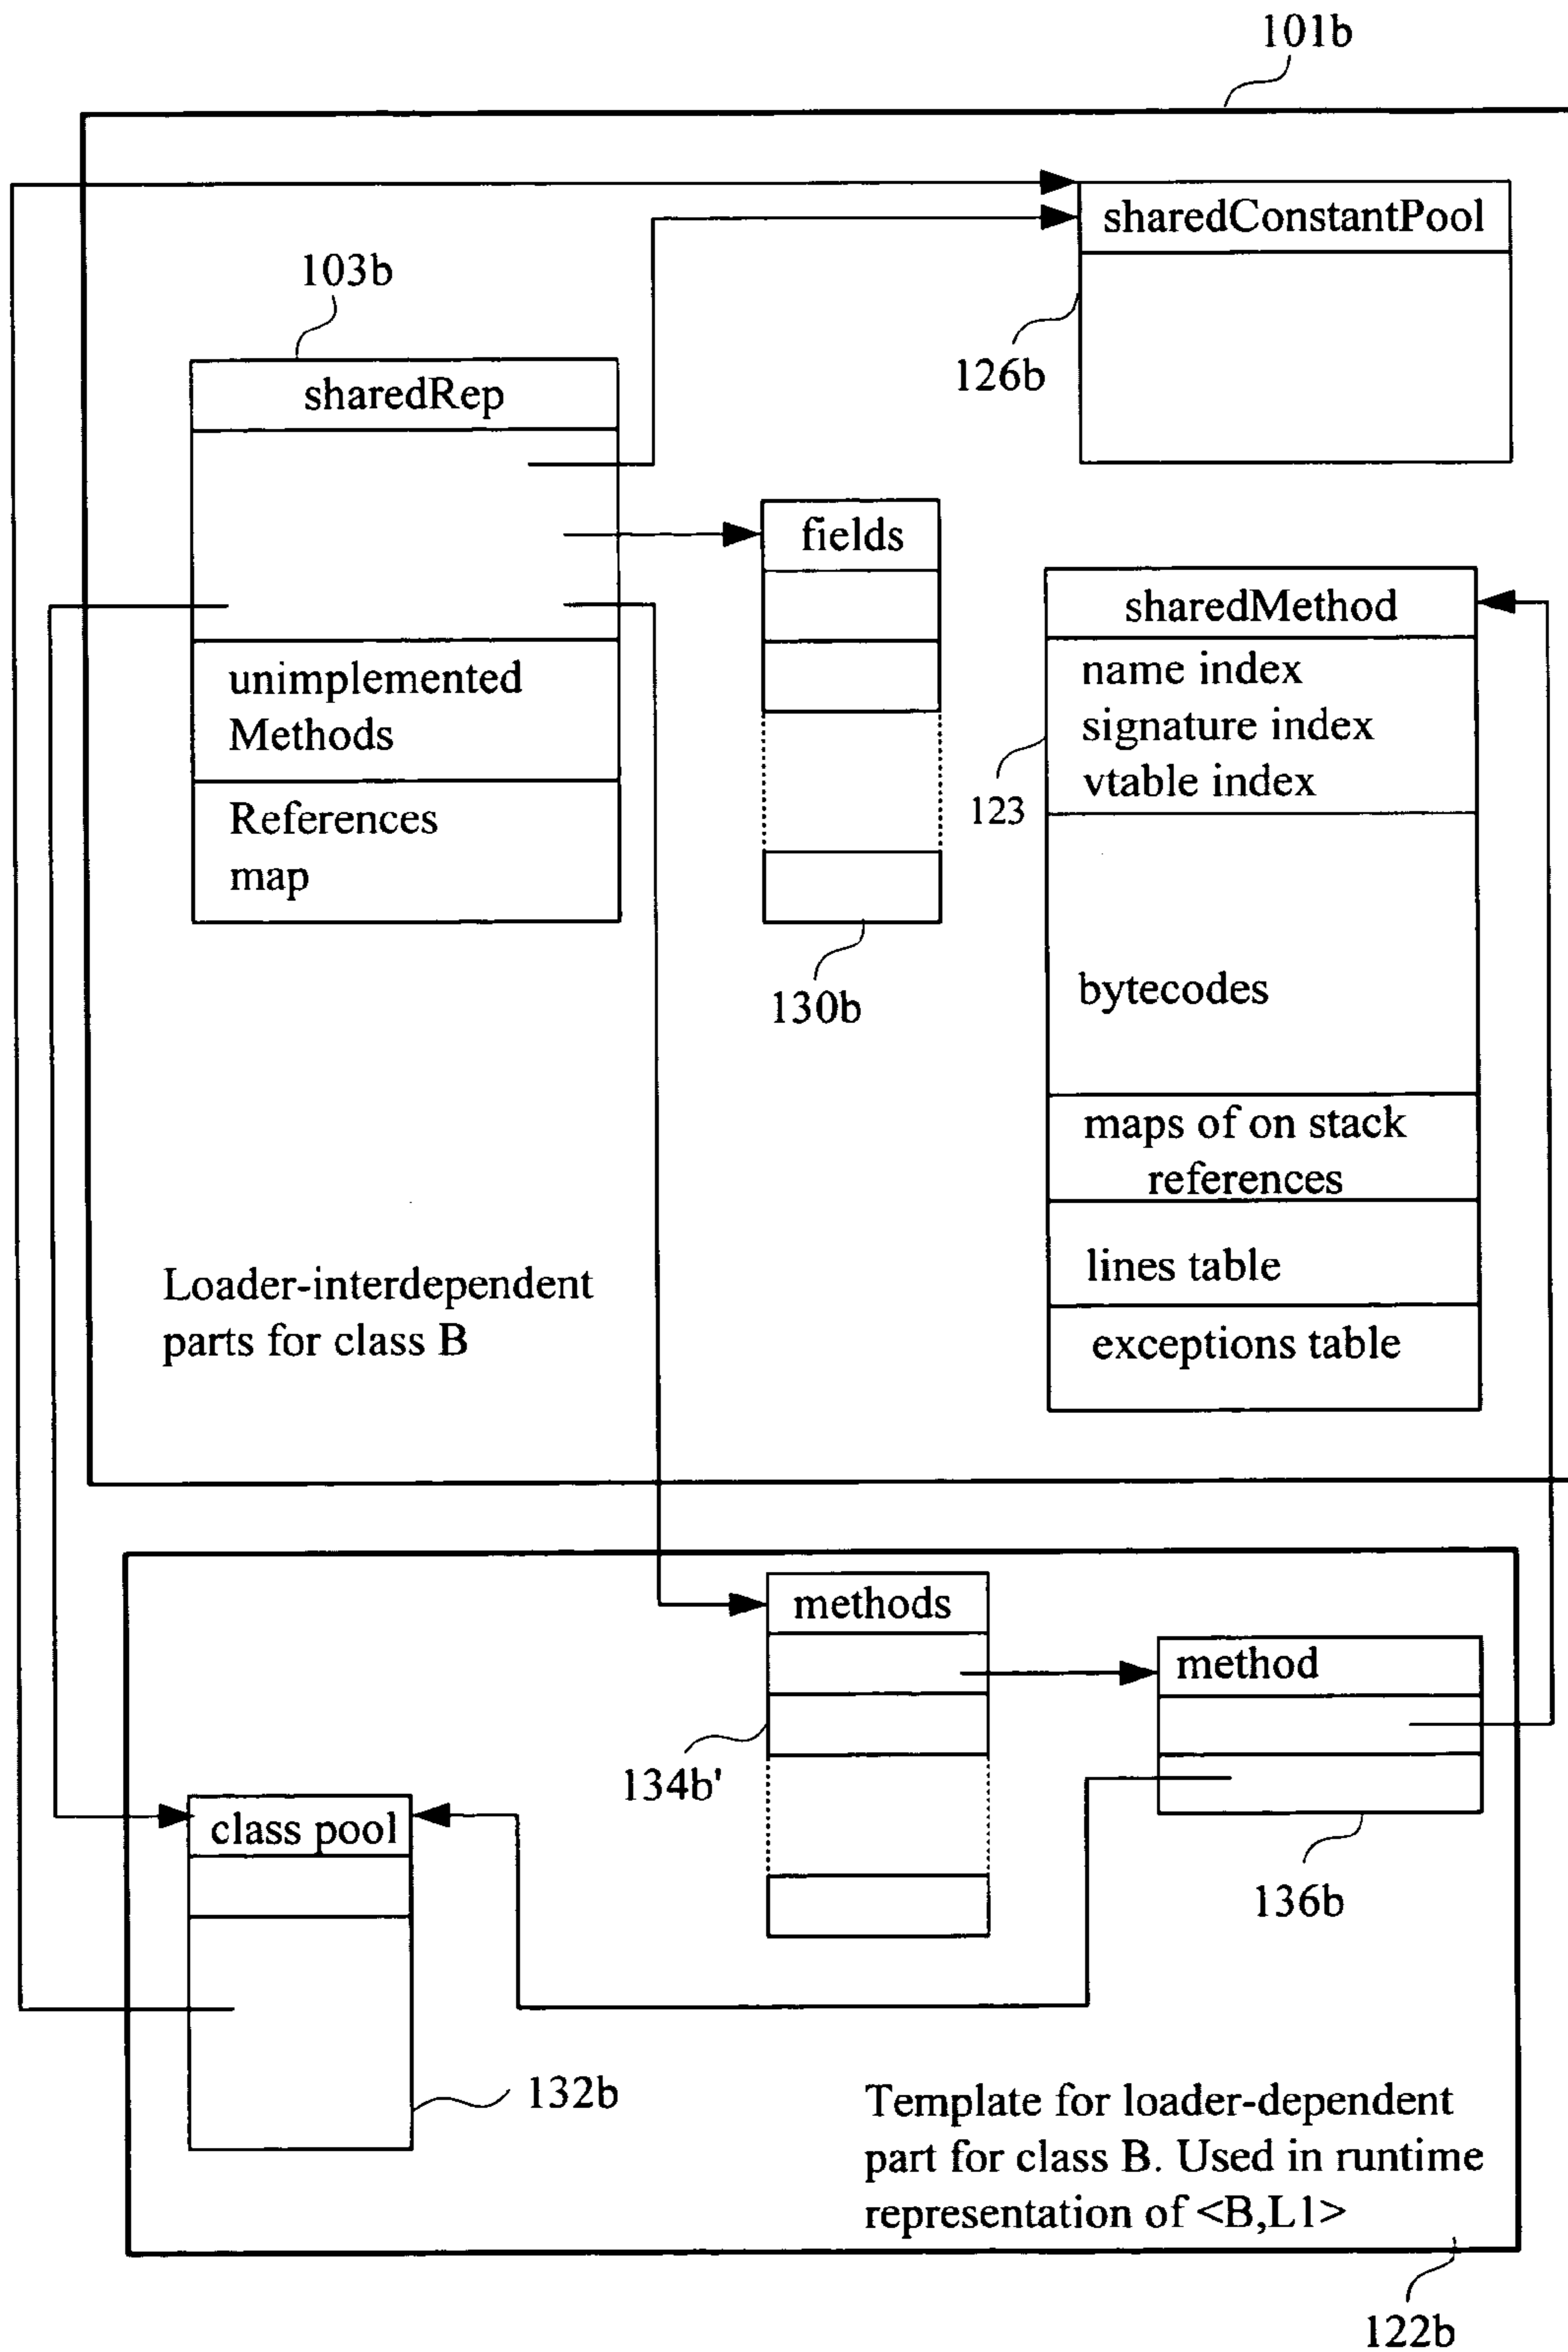 101b
sharedConstantPool
126b
103b
sharedRep
unimplemented
Methods
References
map
fields
130b
sharedMethod
name index
signature index
vtable index
123
bytecodes
maps of on stack
references
lines table
exceptions table
Loader-interdependent
parts for class B
methods
134b'
method
136b
class pool
132b
Template for loader-dependent
part for class B. Used in runtime
representation of <B,L1>
122b